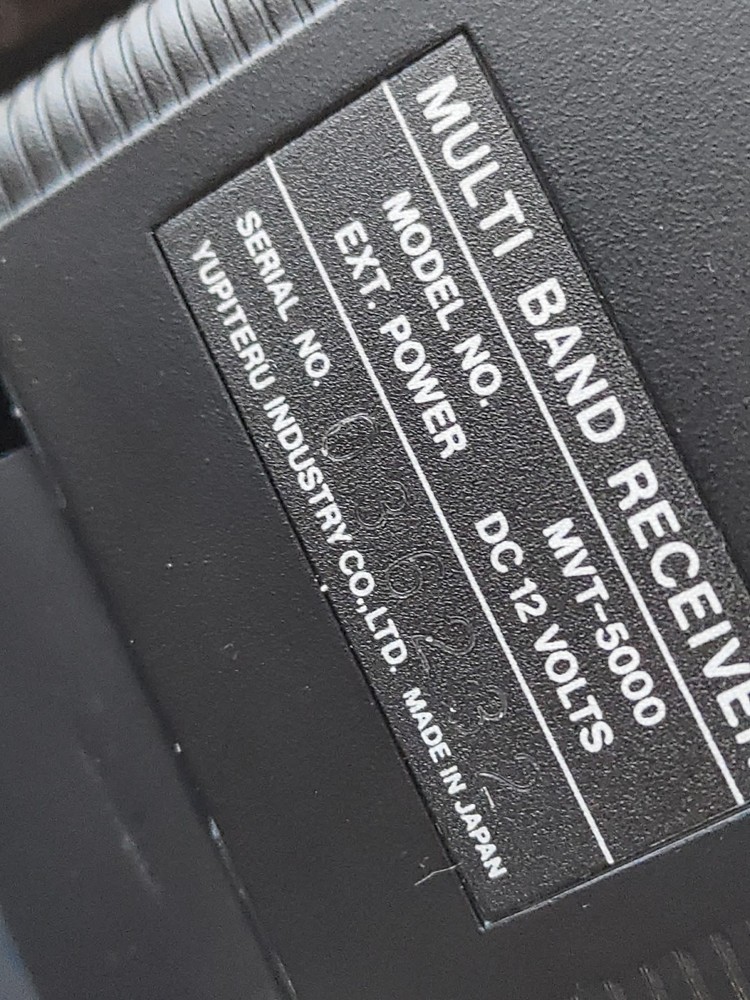 MULTI BAND RECEIVER
MODEL NO. MVT-5000
EXT. POWER DC 12 VOLTS
SERIAL NO.
YUPITERU INDUSTRY CO.,LTD. MADE IN JAPAN